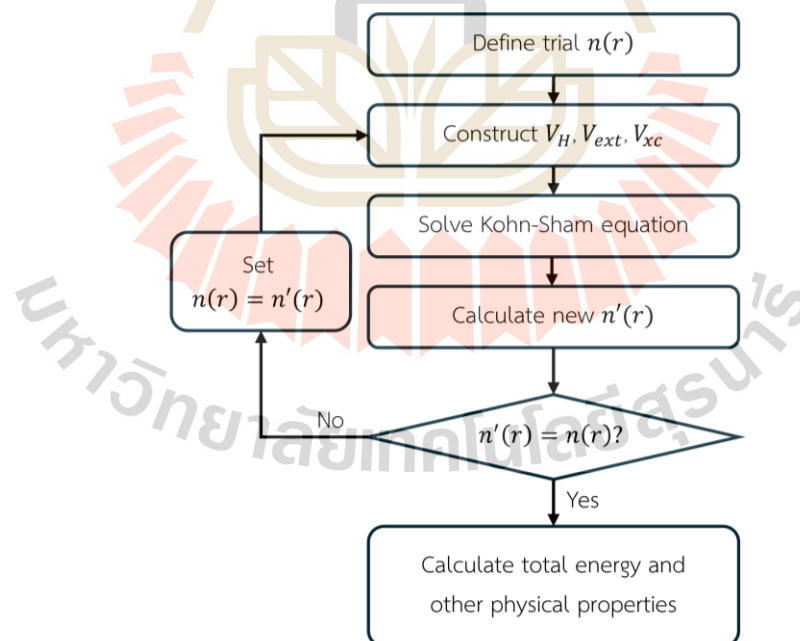 Define trial n(r)
Construct V_H, V_ext, V_xc
Solve Kohn-Sham equation
Set
n(r) = n′(r)
Calculate new n′(r)
No
n′(r) = n(r)?
Yes
Calculate total energy and
other physical properties
มหาวิทยาลัยเทคโนโลยีสุรนารี